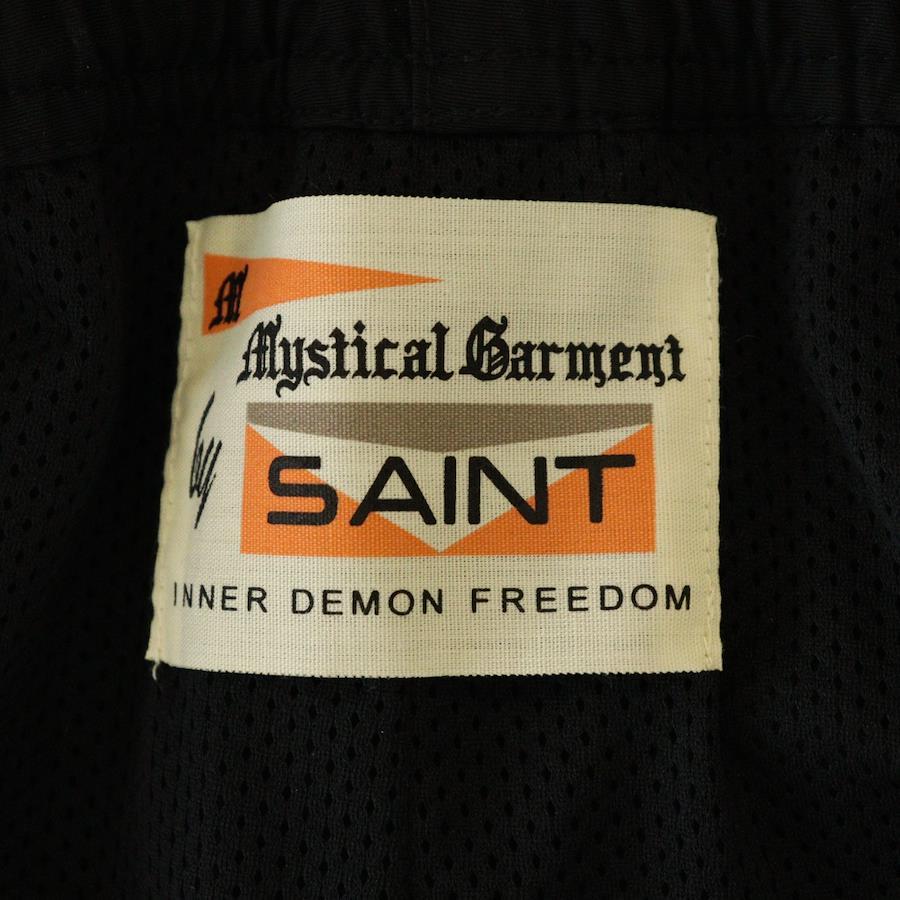 M
Mystical Garment
by
SAINT
INNER DEMON FREEDOM